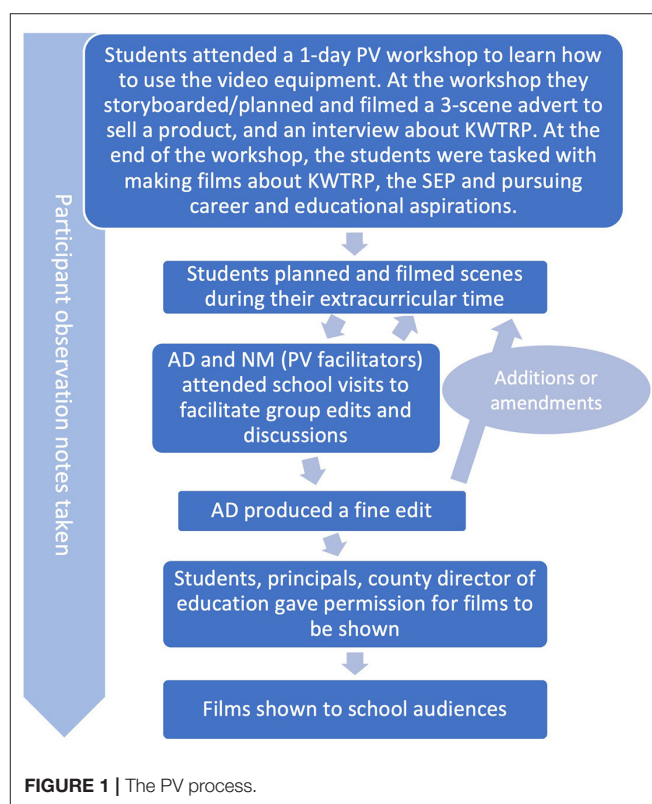 Students attended a 1-day PV workshop to learn how
to use the video equipment. At the workshop they
storyboarded/planned and filmed a 3-scene advert to
sell a product, and an interview about KWTRP. At the
end of the workshop, the students were tasked with
making films about KWTRP, the SEP and pursuing
career and educational aspirations.
Participant observation notes taken
Students planned and filmed scenes
during their extracurricular time
AD and NM (PV facilitators)
attended school visits to
facilitate group edits and
discussions
Additions or
amendments
AD produced a fine edit
Students, principals, county director of
education gave permission for films to
be shown
Films shown to school audiences
FIGURE 1 | The PV process.